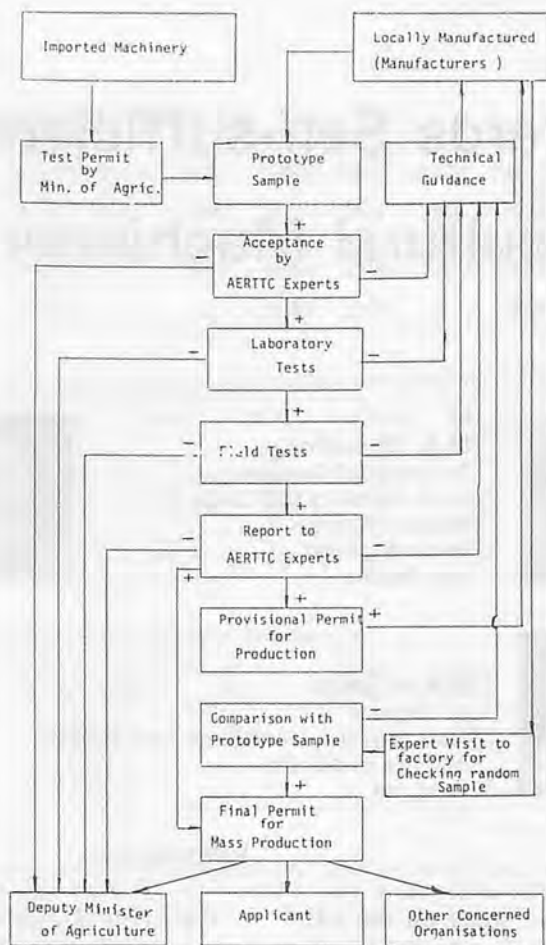 Imported Machinery
Locally Manufactured
(Manufacturers )
Test Permit
by
Min. of Agric.
Prototype
Sample
Technical
Guidance
+
Acceptance
by
AERTTC Experts
-
-
+
Laboratory
Tests
-
-
+
Field Tests
-
-
+
Report to
AERTTC Experts
-
-
+
+
Provisional Permit
for
Production
+
Comparison with
Prototype Sample
-
Expert Visit to
factory for
Checking random
Sample
+
Final Permit
for
Mass Production
Deputy Minister
of Agriculture
Applicant
Other Concerned
Organisations